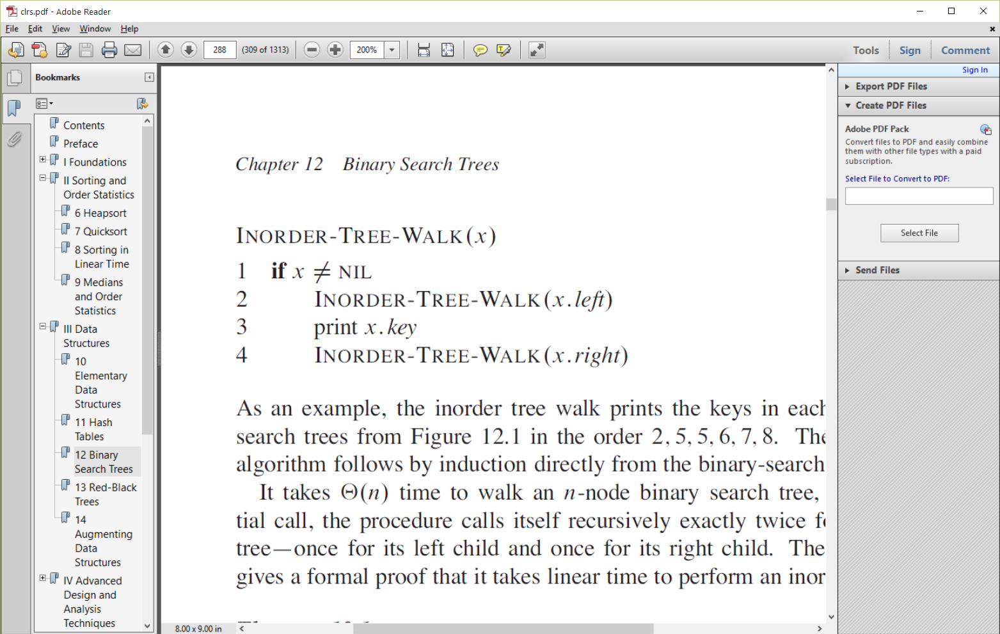 clrs.pdf - Adobe Reader
File Edit View Window Help
288 (309 of 1313) 200% Tools Sign Comment
Bookmarks
Contents
Preface
I Foundations
II Sorting and
Order Statistics
6 Heapsort
7 Quicksort
8 Sorting in
Linear Time
9 Medians
and Order
Statistics
III Data
Structures
10
Elementary
Data
Structures
11 Hash
Tables
12 Binary
Search Trees
13 Red-Black
Trees
14
Augmenting
Data
Structures
IV Advanced
Design and
Analysis
Techniques
Chapter 12 Binary Search Trees
INORDER-TREE-WALK(x)
1 if x ≠ NIL
2 INORDER-TREE-WALK(x.left)
3 print x.key
4 INORDER-TREE-WALK(x.right)
As an example, the inorder tree walk prints the keys in each
search trees from Figure 12.1 in the order 2, 5, 5, 6, 7, 8. The
algorithm follows by induction directly from the binary-search
It takes Θ(n) time to walk an n-node binary search tree,
tial call, the procedure calls itself recursively exactly twice
tree—once for its left child and once for its right child. The
gives a formal proof that it takes linear time to perform an inor
8.00 x 9.00 in
Sign In
Export PDF Files
Create PDF Files
Adobe PDF Pack
Convert files to PDF and easily combine
them with other file types with a paid
subscription.
Select File to Convert to PDF:
Select File
Send Files